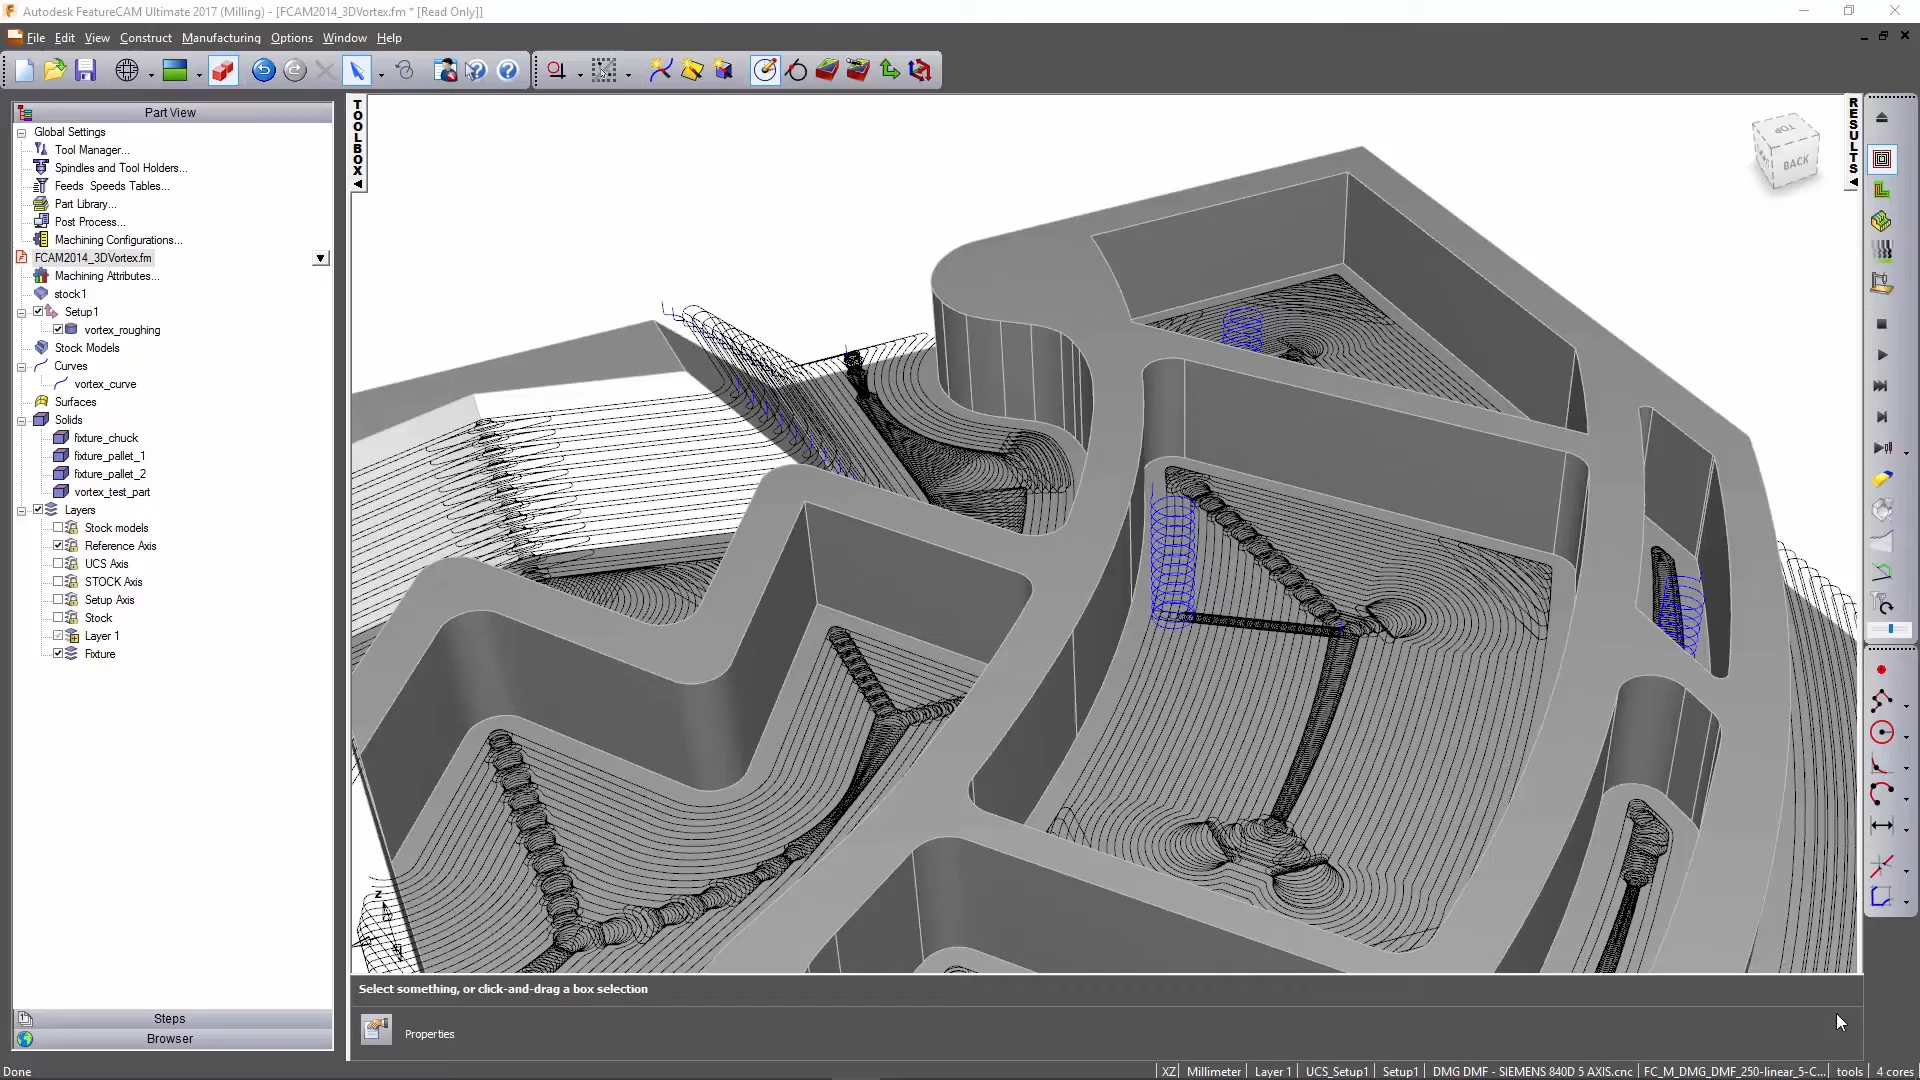 Autodesk FeatureCAM Ultimate 2017 (Milling) - [FCAM2014_3DVortex.fm * [Read Only]]
File Edit View Construct Manufacturing Options Window Help
Part View
Global Settings
Tool Manager...
Spindles and Tool Holders...
Feeds Speeds Tables...
Part Library...
Post Process...
Machining Configurations...
FCAM2014_3DVortex.fm
Machining Attributes...
stock1
Setup1
vortex_roughing
Stock Models
Curves
vortex_curve
Surfaces
Solids
fixture_chuck
fixture_pallet_1
fixture_pallet_2
vortex_test_part
Layers
Stock models
Reference Axis
UCS Axis
STOCK Axis
Setup Axis
Stock
Layer 1
Fixture
Steps
Browser
TOOLBOX
RESULTS
TOP
BACK
Z
Select something, or click-and-drag a box selection
Properties
Done
XZ Millimeter Layer 1 UCS_Setup1 Setup1 DMG DMF - SIEMENS 840D 5 AXIS.cnc FC_M_DMG_DMF_250-linear_5-C... tools 4 cores